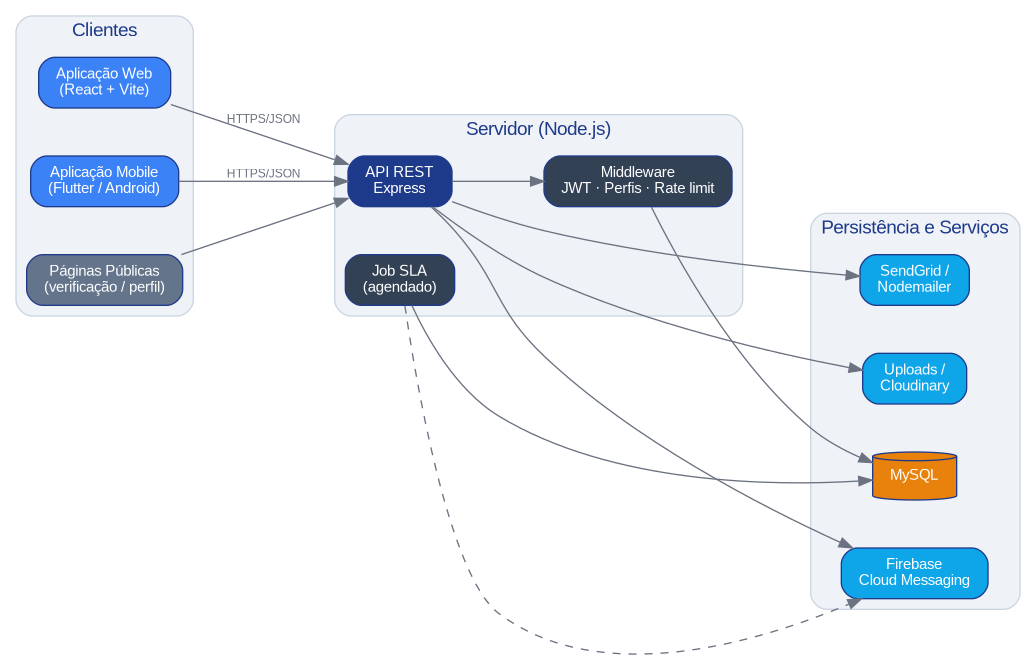 Clientes
Aplicação Web
(React + Vite)
Aplicação Mobile
(Flutter / Android)
Páginas Públicas
(verificação / perfil)
HTTPS/JSON
HTTPS/JSON
Servidor (Node.js)
API REST
Express
Middleware
JWT · Perfis · Rate limit
Job SLA
(agendado)
Persistência e Serviços
SendGrid /
Nodemailer
Uploads /
Cloudinary
MySQL
Firebase
Cloud Messaging